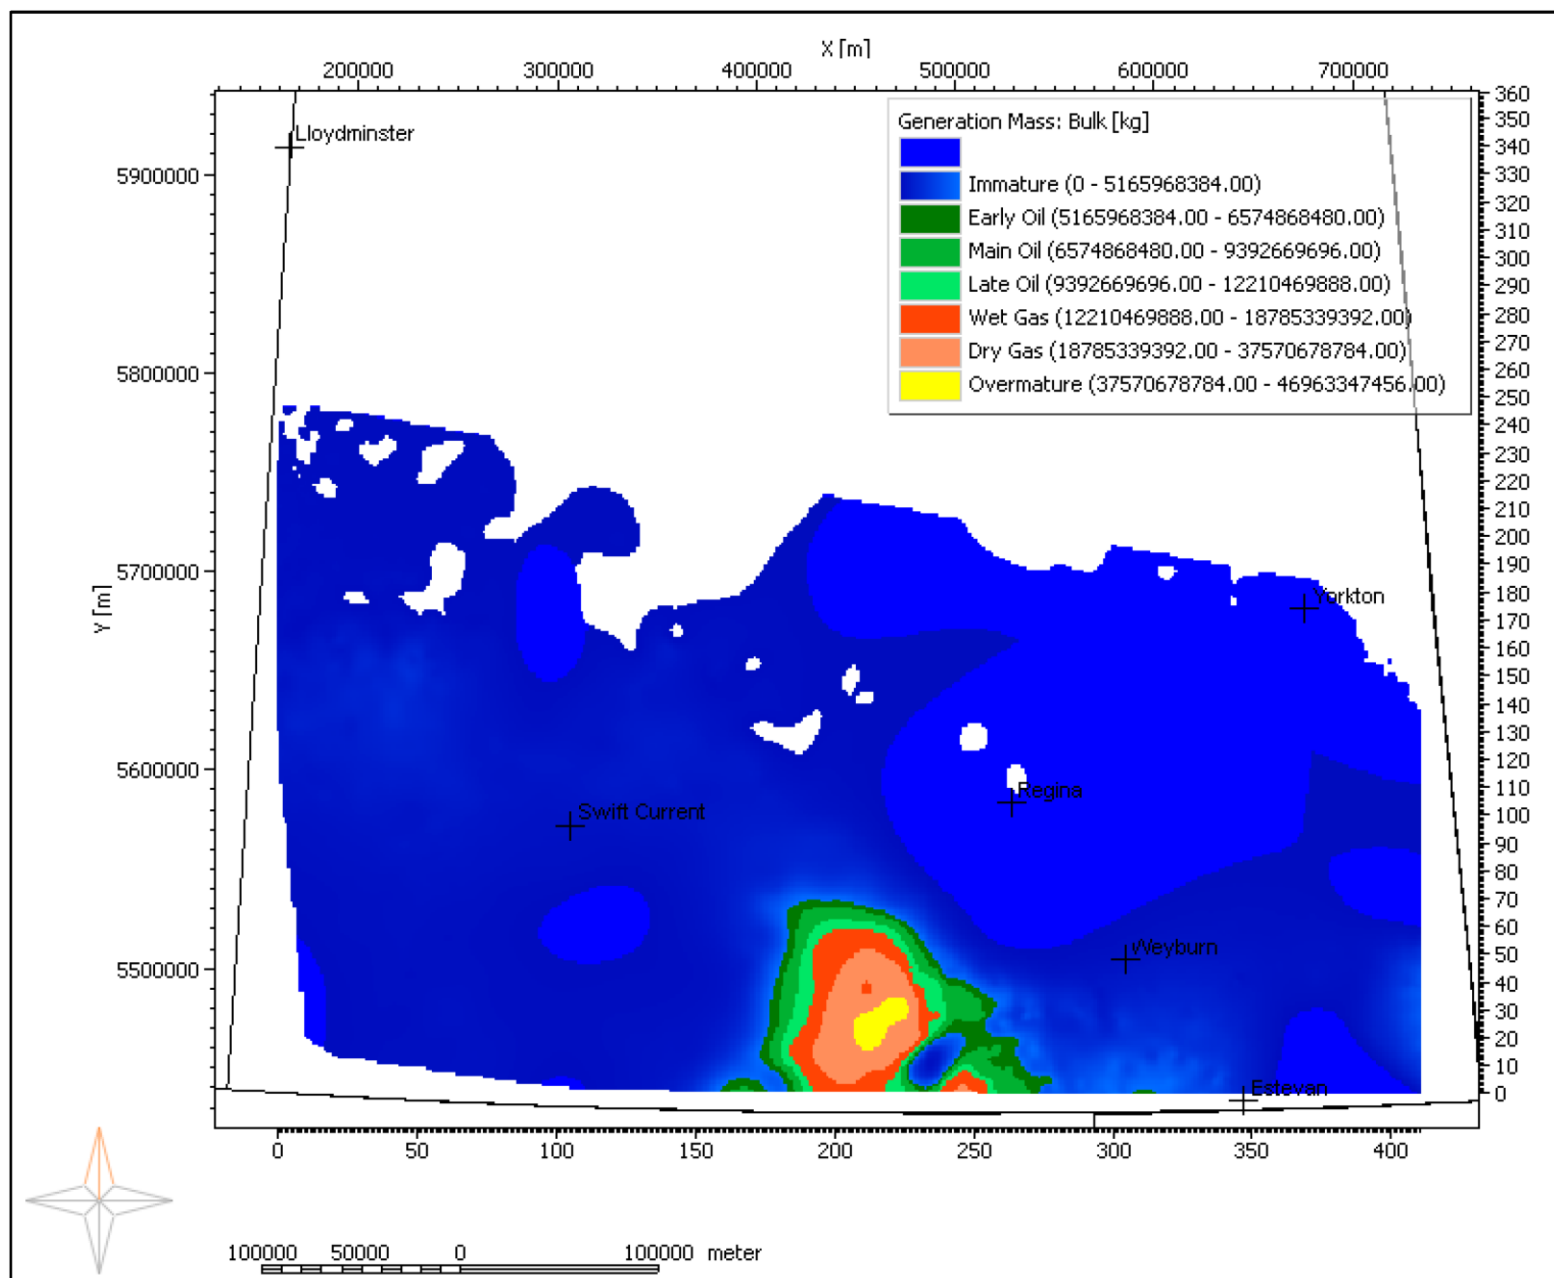 X [m]
200000 300000 400000 500000 600000 700000
Generation Mass: Bulk [kg]
Immature (0 - 5165968384.00)
Early Oil (5165968384.00 - 6574868480.00)
Main Oil (6574868480.00 - 9392669696.00)
Late Oil (9392669696.00 - 12210469888.00)
Wet Gas (12210469888.00 - 18785339392.00)
Dry Gas (18785339392.00 - 37570678784.00)
Overmature (37570678784.00 - 46963347456.00)
Y [m]
5900000
5800000
5700000
5600000
5500000
Lloydminster
Yorkton
Regina
Swift Current
Weyburn
Estevan
360
350
340
330
320
310
300
290
280
270
260
250
240
230
220
210
200
190
180
170
160
150
140
130
120
110
100
90
80
70
60
50
40
30
20
10
0
0 50 100 150 200 250 300 350 400
100000 50000 0 100000 meter